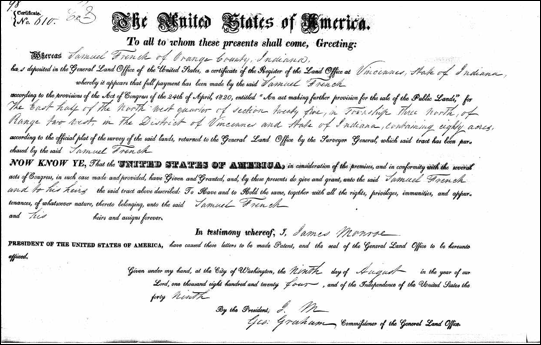 98
Certificate,
No. 610.
The United States of America.
To all to whom these presents shall come, Greeting:
Whereas Samuel French of Orange County, Indiana,
has deposited in the General Land Office of the United States, a certificate of the Register of the Land Office at Vincennes, State of Indiana,
whereby it appears that full payment has been made by the said Samuel French
according to the provisions of the Act of Congress of the 24th of April, 1820, entitled "An act making further provision for the sale of the Public Lands," for
The East half of the North West quarter of section twenty five, in Township three north, of
Range two west, in the District of Vincennes and State of Indiana, containing eighty acres,
according to the official plat of the survey of the said lands, returned to the General Land Office by the Surveyor General, which said tract has been pur-
chased by the said Samuel French
NOW KNOW YE, That the UNITED STATES OF AMERICA, in consideration of the premises, and in conformity with the several
acts of Congress, in such case made and provided, have Given and Granted, and, by these presents do give and grant, unto the said Samuel French
and to his heirs the said tract above described: To Have and to Hold the same, together with all the rights, privileges, immunities, and appur-
tenances, of whatsoever nature, thereto belonging, unto the said Samuel French
and his heirs and assigns forever.
In testimony whereof, I, James Monroe
PRESIDENT OF THE UNITED STATES OF AMERICA, have caused these letters to be made Patent, and the seal of the General Land Office to be hereunto
affixed.
Given under my hand, at the City of Washington, the Ninth day of August in the year of our
Lord, one thousand eight hundred and twenty four, and of the Independence of the United States the
forty Ninth
By the President, J. M
Geo: Graham Commissioner of the General Land Office.